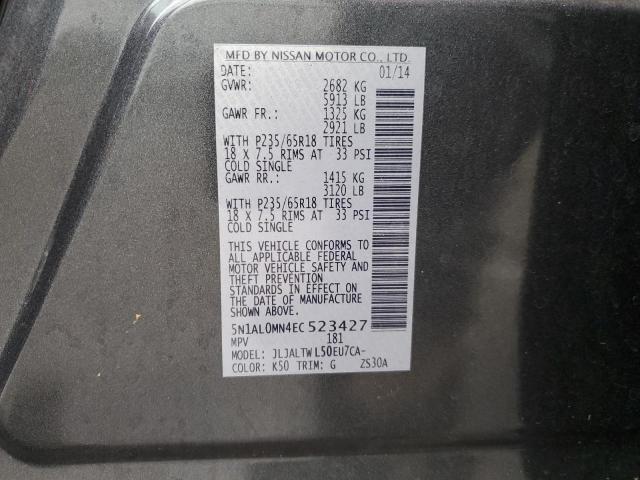 MFD BY NISSAN MOTOR CO., LTD.
DATE: 01/14
GVWR: 2682 KG
5913 LB
GAWR FR.: 1325 KG
2921 LB
WITH P235/65R18 TIRES
18 X 7.5 RIMS AT 33 PSI
COLD SINGLE
GAWR RR.: 1415 KG
3120 LB
WITH P235/65R18 TIRES
18 X 7.5 RIMS AT 33 PSI
COLD SINGLE
THIS VEHICLE CONFORMS TO
ALL APPLICABLE FEDERAL
MOTOR VEHICLE SAFETY AND
THEFT PREVENTION
STANDARDS IN EFFECT ON
THE DATE OF MANUFACTURE
SHOWN ABOVE.
5N1AL0MN4EC523427
MPV 181
MODEL: JLJALTWL50EU7CA-
COLOR: K50 TRIM: G ZS30A